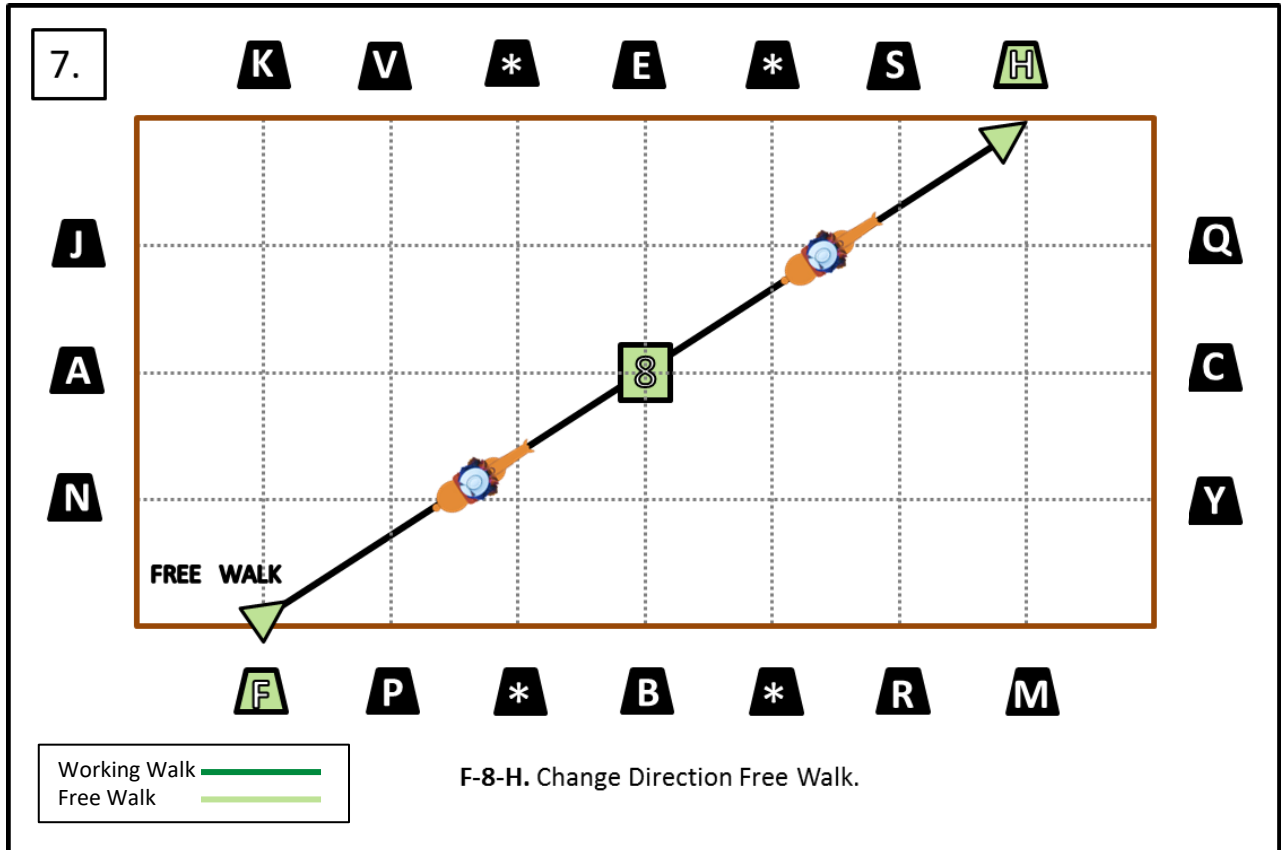 7.
K V * E * S H
J Q
A 8 C
N Y
FREE WALK
F P * B * R M
Working Walk
Free Walk
F-8-H. Change Direction Free Walk.